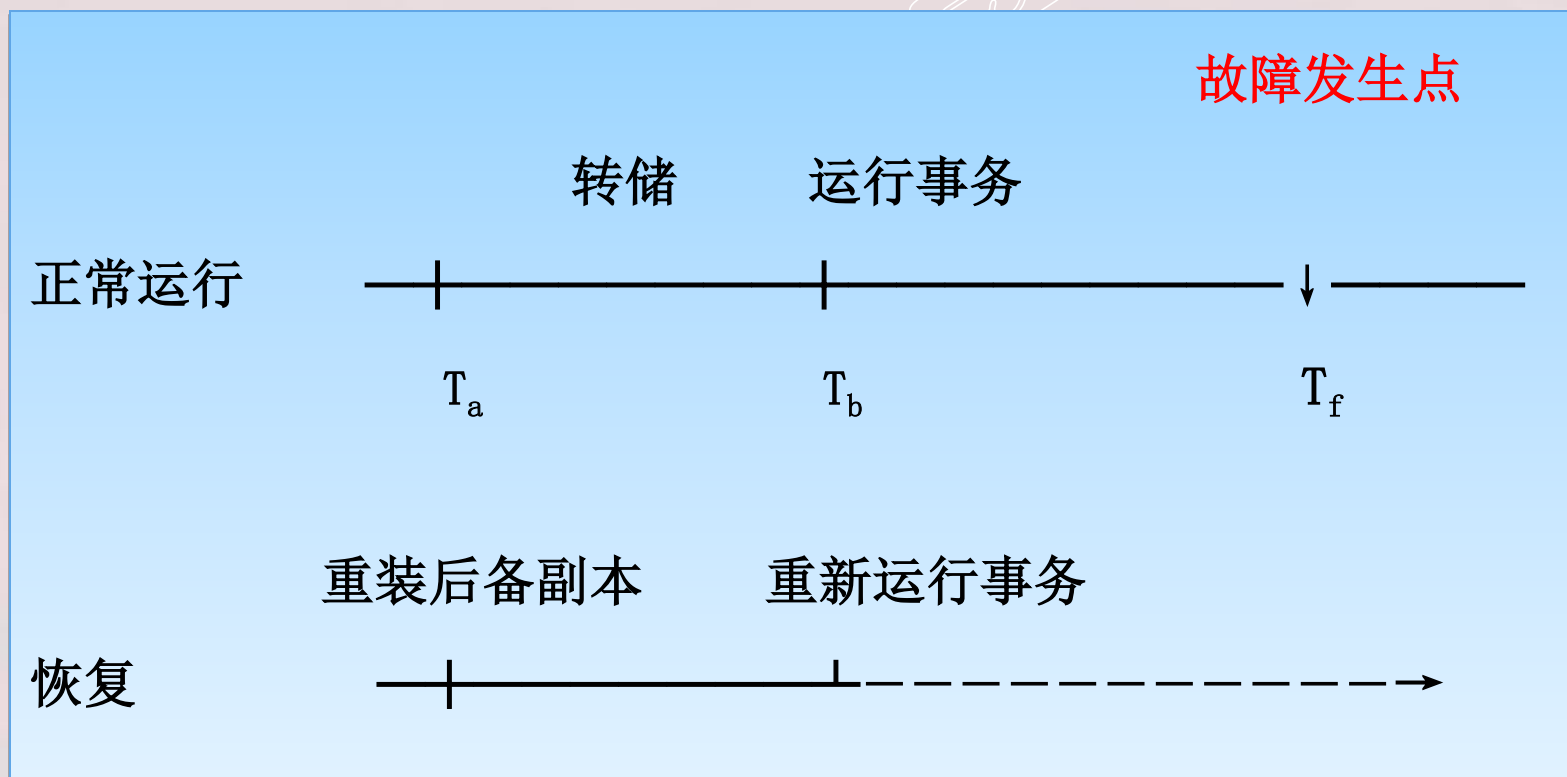 故障发生点
转储 运行事务
正常运行
Ta Tb Tf
重装后备副本 重新运行事务
恢复